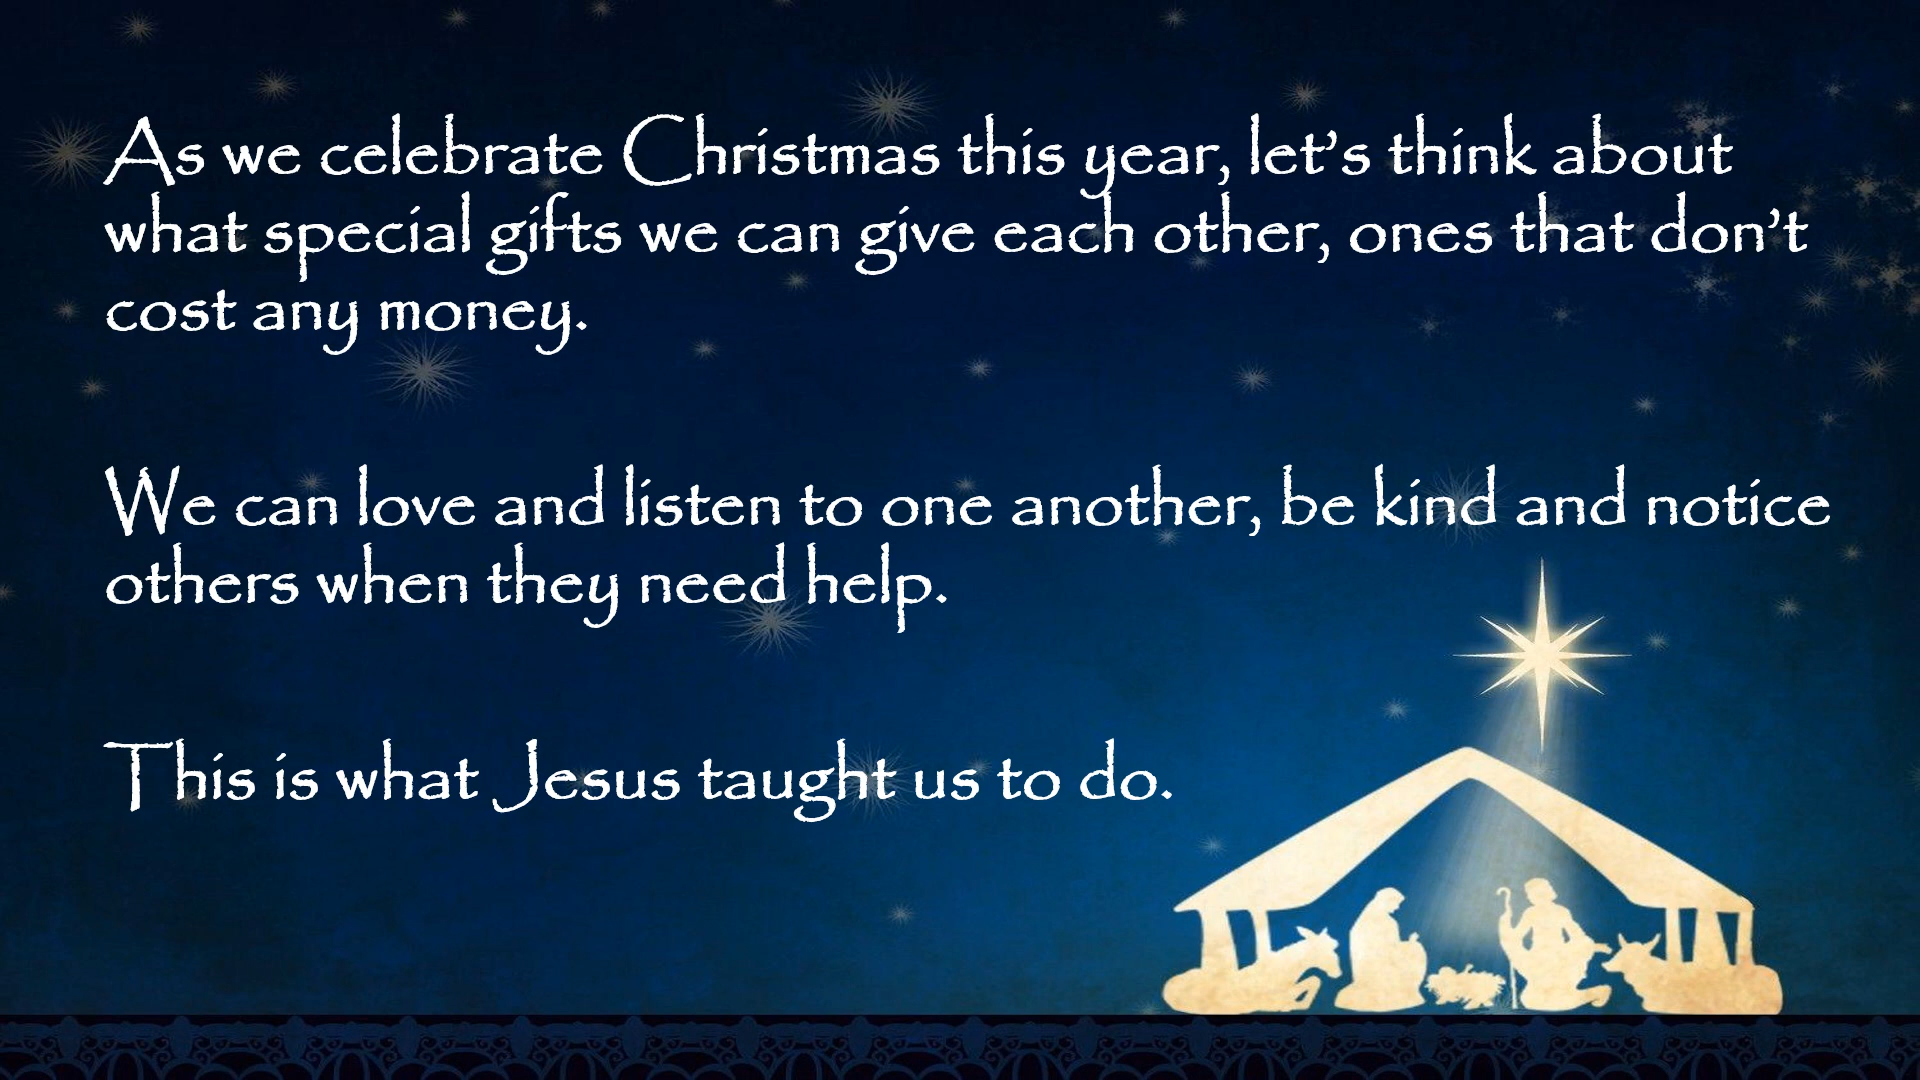 As we celebrate Christmas this year, let’s think about
what special gifts we can give each other, ones that don’t
cost any money.
We can love and listen to one another, be kind and notice
others when they need help.
This is what Jesus taught us to do.